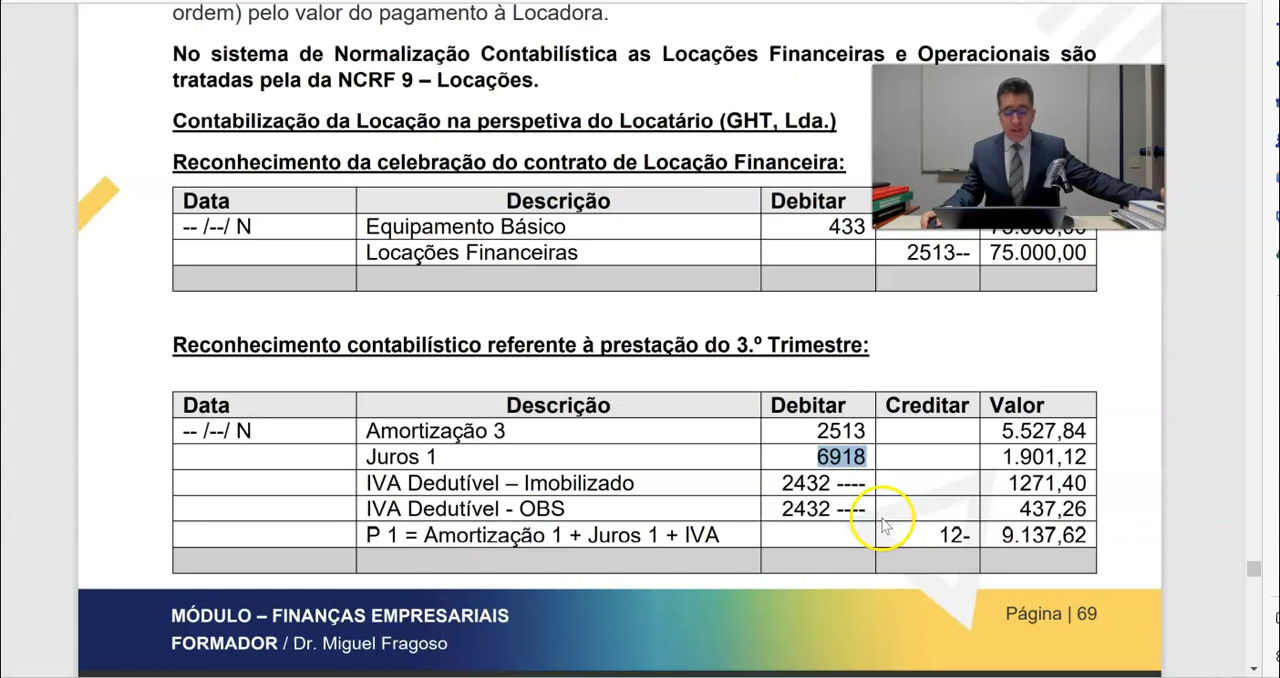 ordem) pelo valor do pagamento à Locadora.
No sistema de Normalização Contabilística as Locações Financeiras e Operacionais são
tratadas pela da NCRF 9 – Locações.
Contabilização da Locação na perspetiva do Locatário (GHT, Lda.)
Reconhecimento da celebração do contrato de Locação Financeira:
Data Descrição Debitar
-- /--/ N Equipamento Básico 433
Locações Financeiras 2513-- 75.000,00
Reconhecimento contabilístico referente à prestação do 3.º Trimestre:
Data Descrição Debitar Creditar Valor
-- /--/ N Amortização 3 2513 5.527,84
Juros 1 6918 1.901,12
IVA Dedutível – Imobilizado 2432 ---- 1271,40
IVA Dedutível - OBS 2432 ---- 437,26
P 1 = Amortização 1 + Juros 1 + IVA 12- 9.137,62
MÓDULO – FINANÇAS EMPRESARIAIS Página | 69
FORMADOR / Dr. Miguel Fragoso